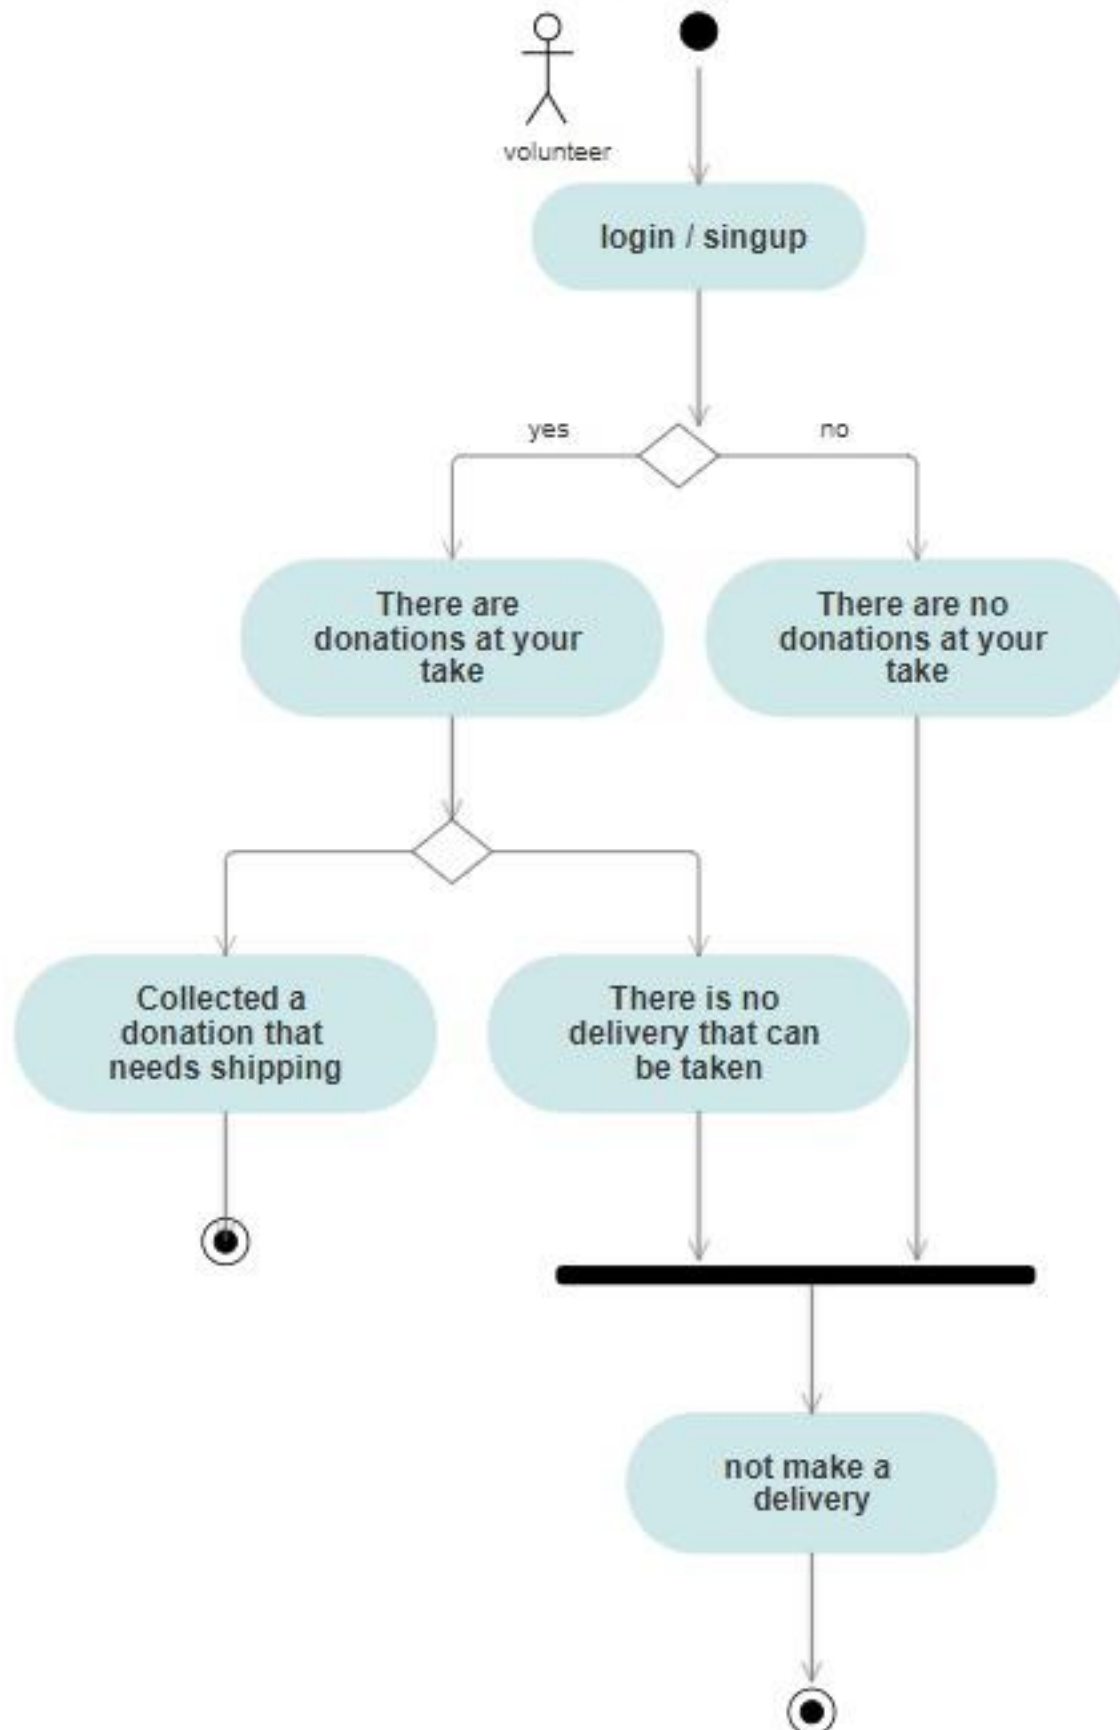 volunteer
login / singup
yes
no
There are
donations at your
take
There are no
donations at your
take
Collected a
donation that
needs shipping
There is no
delivery that can
be taken
not make a
delivery